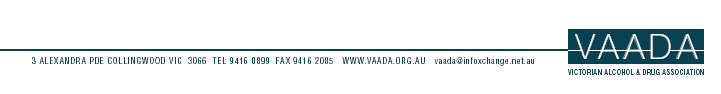 VAADA
3 ALEXANDRA PDE COLLINGWOOD VIC 3066 TEL 9416 0899 FAX 9416 2085 WWW.VAADA.ORG.AU vaada@infoxchange.net.au
VICTORIAN ALCOHOL & DRUG ASSOCIATION